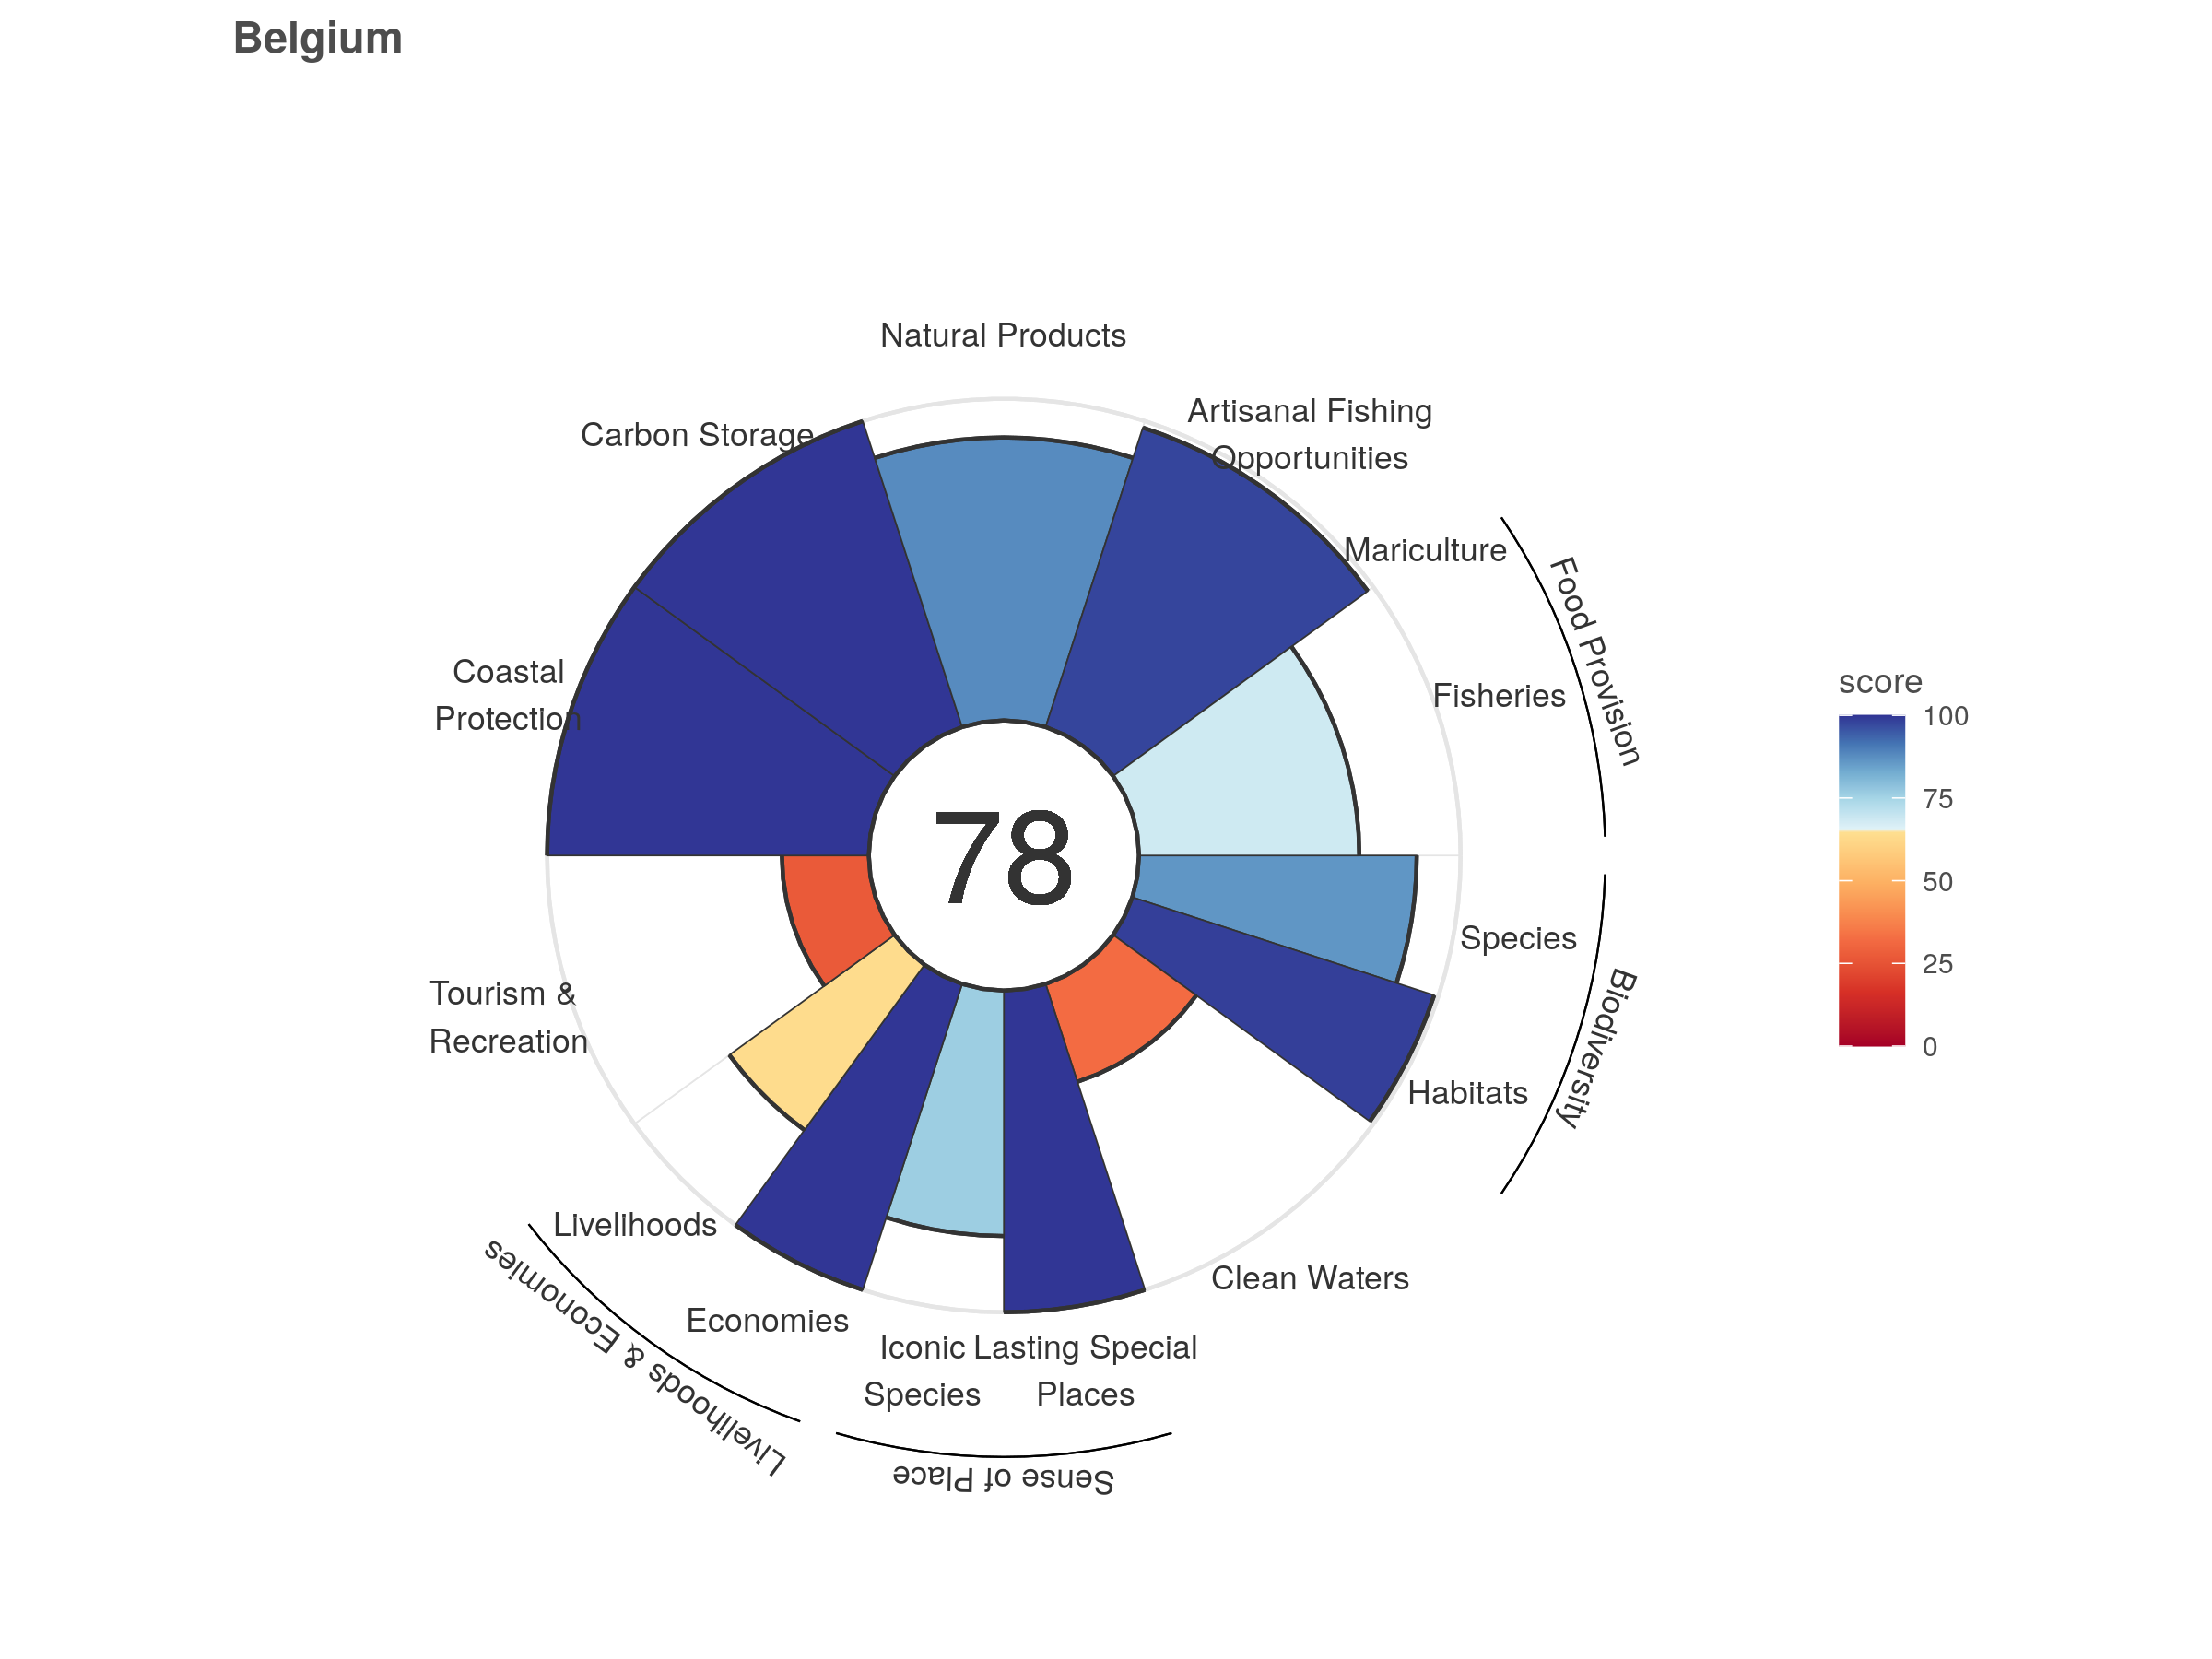 Belgium
Natural Products
Artisanal Fishing
Opportunities
Carbon Storage
Mariculture
Food Provision
Fisheries
Coastal
Protection
78
score
100
75
50
25
0
Species
Biodiversity
Habitats
Tourism &
Recreation
Livelihoods
Livelihoods & Economies
Economies
Clean Waters
Iconic
Species
Lasting Special
Places
Sense of Place